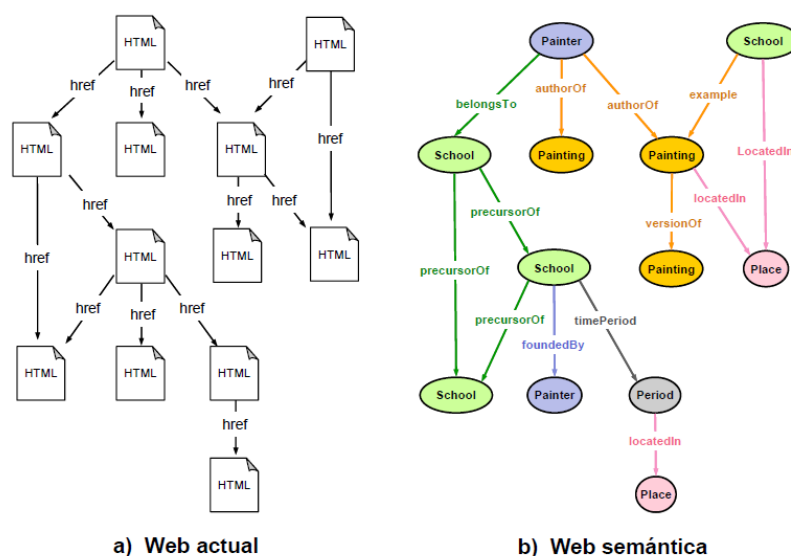 HTML
HTML
href
href
href
href
HTML
HTML
HTML
href
href
href
href
href
HTML
HTML
HTML
href
href
href
HTML
HTML
HTML
href
HTML
a) Web actual
Painter
School
belongsTo
authorOf
authorOf
example
School
Painting
Painting
LocatedIn
precursorOf
locatedIn
versionOf
precursorOf
School
Painting
Place
precursorOf
timePeriod
foundedBy
School
Painter
Period
locatedIn
Place
b) Web semántica